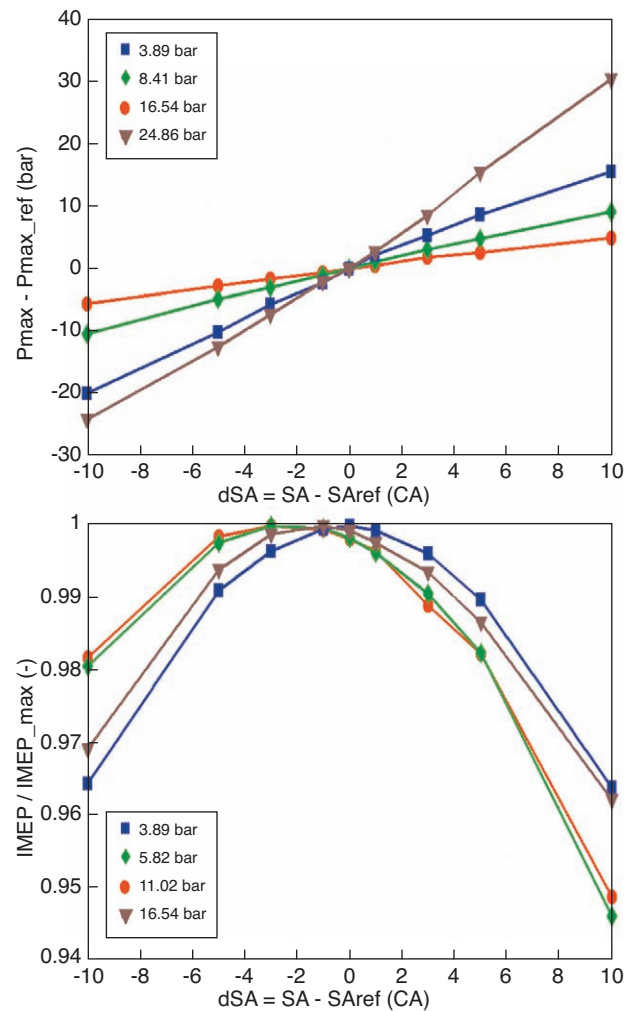 40
30
20
10
0
-10
-20
-30
Pmax - Pmax_ref (bar)
3.89 bar
8.41 bar
16.54 bar
24.86 bar
-10 -8 -6 -4 -2 0 2 4 6 8 10
dSA = SA - SAref (CA)
1
0.99
0.98
0.97
0.96
0.95
0.94
IMEP / IMEP_max (-)
3.89 bar
5.82 bar
11.02 bar
16.54 bar
-10 -8 -6 -4 -2 0 2 4 6 8 10
dSA = SA - SAref (CA)